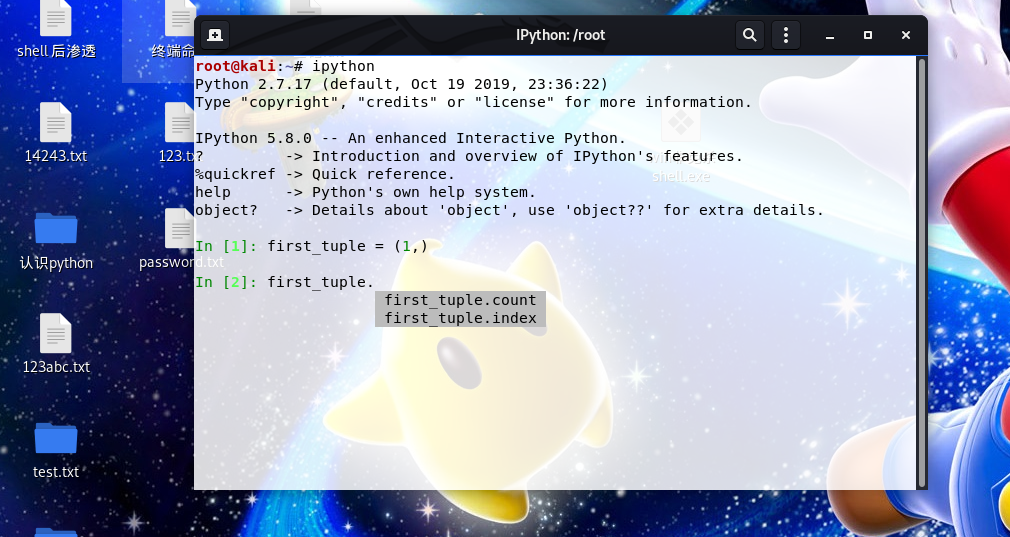 IPython: /root
root@kali:~# ipython
Python 2.7.17 (default, Oct 19 2019, 23:36:22)
Type "copyright", "credits" or "license" for more information.
IPython 5.8.0 -- An enhanced Interactive Python.
?         -> Introduction and overview of IPython's features.
%quickref -> Quick reference.
help      -> Python's own help system.
object?   -> Details about 'object', use 'object??' for extra details.
In [1]: first_tuple = (1,)
In [2]: first_tuple.
first_tuple.count
first_tuple.index
shell 后渗透
终端命
14243.txt
123.tx
shell.exe
认识python
password.txt
123abc.txt
test.txt